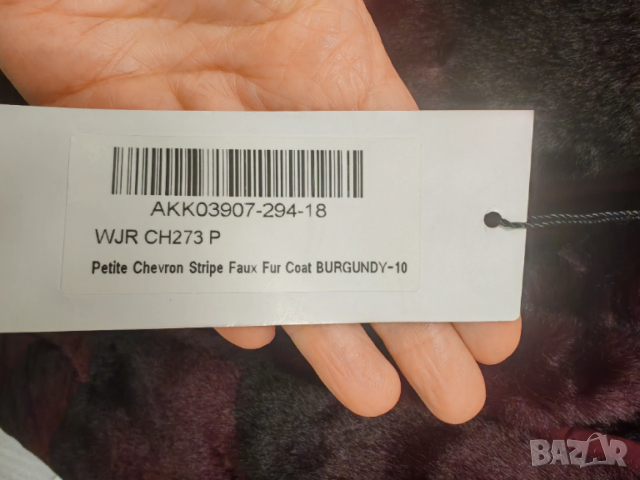 AKK03907-294-18
WJR CH273 P
Petite Chevron Stripe Faux Fur Coat BURGUNDY-10
BAZAR